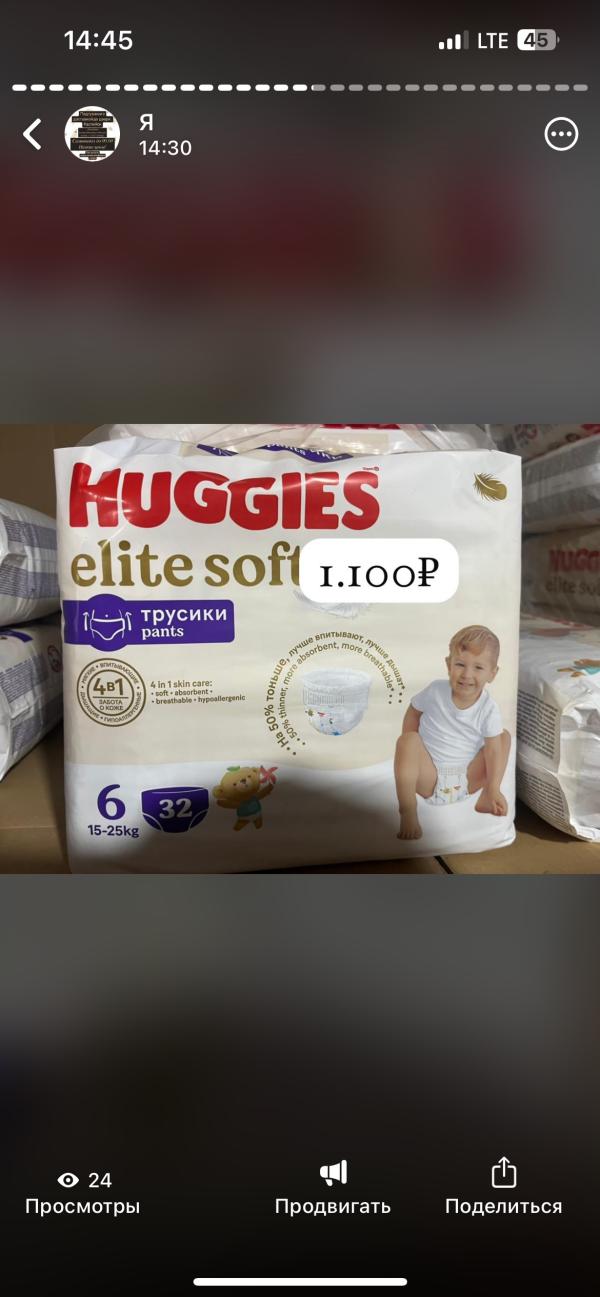 14:45
LTE 45
Я
14:30
HUGGIES
elite soft
1.100₽
трусики
pants
4в1
ЗАБОТА
О КОЖЕ
4 in 1 skin care:
• soft • absorbent •
• breathable • hypoallergenic
• На 50% тоньше, лучше впитывают, лучше дышат* •
• 50% thinner, more absorbent, more breathable* •
6
32
15-25kg
HUGG
24
Просмотры
Продвигать
Поделиться